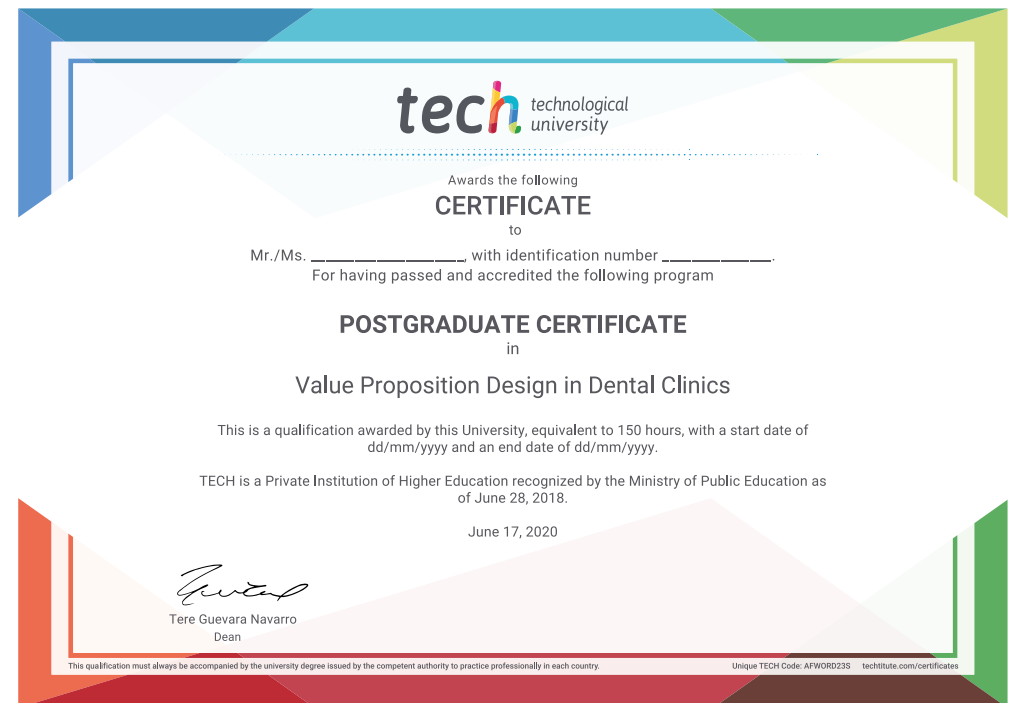 tech technological
university
Awards the following
CERTIFICATE
to
Mr./Ms. ____________________, with identification number ______________.
For having passed and accredited the following program
POSTGRADUATE CERTIFICATE
in
Value Proposition Design in Dental Clinics
This is a qualification awarded by this University, equivalent to 150 hours, with a start date of
dd/mm/yyyy and an end date of dd/mm/yyyy.
TECH is a Private Institution of Higher Education recognized by the Ministry of Public Education as
of June 28, 2018.
June 17, 2020
Tere Guevara Navarro
Dean
This qualification must always be accompanied by the university degree issued by the competent authority to practice professionally in each country.
Unique TECH Code: AFWORD23S techtitute.com/certificates